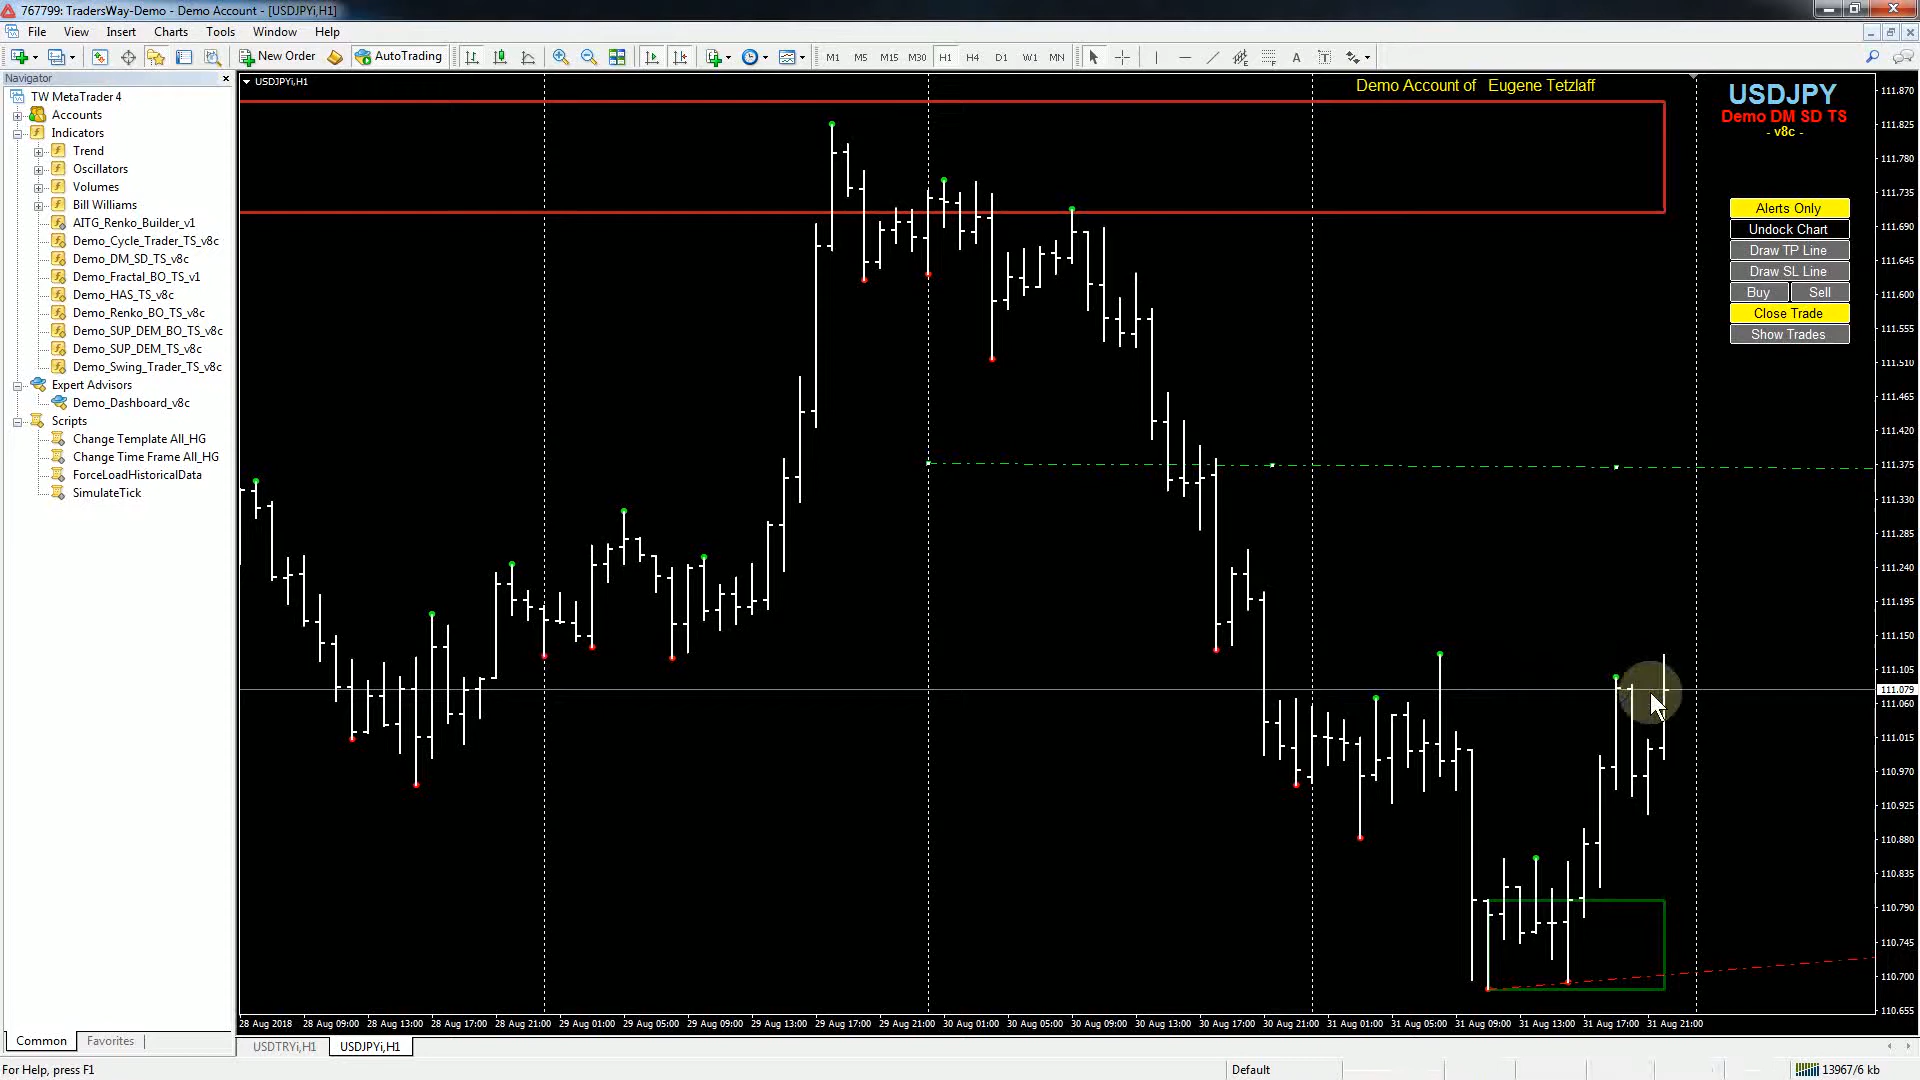 767799: TradersWay-Demo - Demo Account - [USDJPYi,H1]
File View Insert Charts Tools Window Help
New Order AutoTrading M1 M5 M15 M30 H1 H4 D1 W1 MN A T
Navigator
TW MetaTrader 4
Accounts
Indicators
Trend
Oscillators
Volumes
Bill Williams
AITG_Renko_Builder_v1
Demo_Cycle_Trader_TS_v8c
Demo_DM_SD_TS_v8c
Demo_Fractal_BO_TS_v1
Demo_HAS_TS_v8c
Demo_Renko_BO_TS_v8c
Demo_SUP_DEM_BO_TS_v8c
Demo_SUP_DEM_TS_v8c
Demo_Swing_Trader_TS_v8c
Expert Advisors
Demo_Dashboard_v8c
Scripts
Change Template All_HG
Change Time Frame All_HG
ForceLoadHistoricalData
SimulateTick
Common Favorites
USDJPYi,H1
Demo Account of Eugene Tetzlaff
USDJPY
Demo DM SD TS
- v8c -
Alerts Only
Undock Chart
Draw TP Line
Draw SL Line
Buy Sell
Close Trade
Show Trades
111.870
111.825
111.780
111.735
111.690
111.645
111.600
111.555
111.510
111.465
111.420
111.375
111.330
111.285
111.240
111.195
111.150
111.105
111.079
111.060
111.015
110.970
110.925
110.880
110.835
110.790
110.745
110.700
110.655
28 Aug 2018 28 Aug 09:00 28 Aug 13:00 28 Aug 17:00 28 Aug 21:00 29 Aug 01:00 29 Aug 05:00 29 Aug 09:00 29 Aug 13:00 29 Aug 17:00 29 Aug 21:00 30 Aug 01:00 30 Aug 05:00 30 Aug 09:00 30 Aug 13:00 30 Aug 17:00 30 Aug 21:00 31 Aug 01:00 31 Aug 05:00 31 Aug 09:00 31 Aug 13:00 31 Aug 17:00 31 Aug 21:00
USDTRYi,H1 USDJPYi,H1
For Help, press F1 Default 13967/6 kb